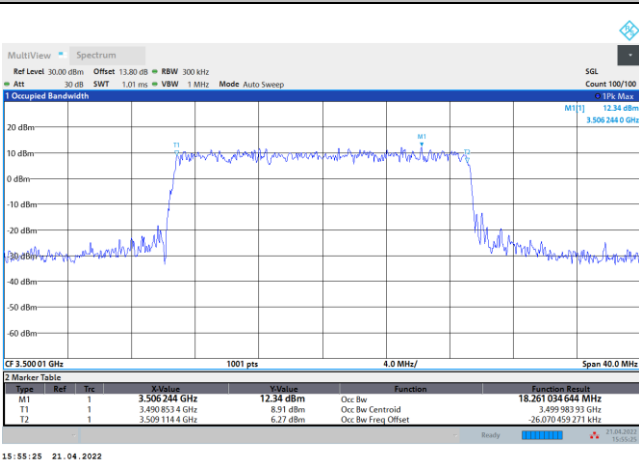 MultiView Spectrum
Ref Level 30.00 dBm Offset 13.80 dB RBW 300 kHz SGL
Att 30 dB SWT 1.01 ms VBW 1 MHz Mode Auto Sweep Count 100/100
1 Occupied Bandwidth 1Pk Max
M1[1] 12.34 dBm
3.506 244 0 GHz
20 dBm
M1
T1
T2
10 dBm
0 dBm
-10 dBm
-20 dBm
-30 dBm
-40 dBm
-50 dBm
-60 dBm
CF 3.500 01 GHz 1001 pts 4.0 MHz/ Span 40.0 MHz
2 Marker Table
Type Ref Trc X-Value Y-Value Function Function Result
M1 1 3.506 244 GHz 12.34 dBm Occ Bw 18.261 034 644 MHz
T1 1 3.490 853 4 GHz 8.91 dBm Occ Bw Centroid 3.499 983 93 GHz
T2 1 3.509 114 4 GHz 6.27 dBm Occ Bw Freq Offset -26.070 459 271 kHz
Ready 21.04.2022
15:55:25
15:55:25 21.04.2022